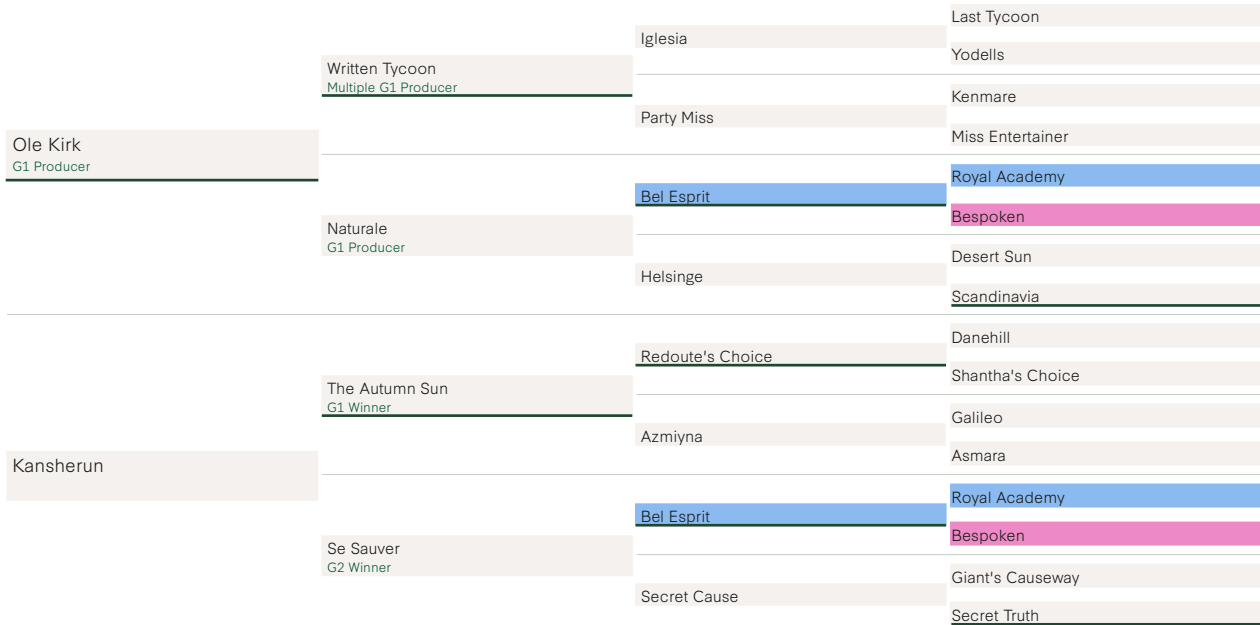 Ole Kirk
G1 Producer
Kansherun
Written Tycoon
Multiple G1 Producer
Naturale
G1 Producer
The Autumn Sun
G1 Winner
Se Sauver
G2 Winner
Iglesia
Party Miss
Bel Esprit
Helsinge
Redoute's Choice
Azmiyna
Bel Esprit
Secret Cause
Last Tycoon
Yodells
Kenmare
Miss Entertainer
Royal Academy
Bespoken
Desert Sun
Scandinavia
Danehill
Shantha's Choice
Galileo
Asmara
Royal Academy
Bespoken
Giant's Causeway
Secret Truth